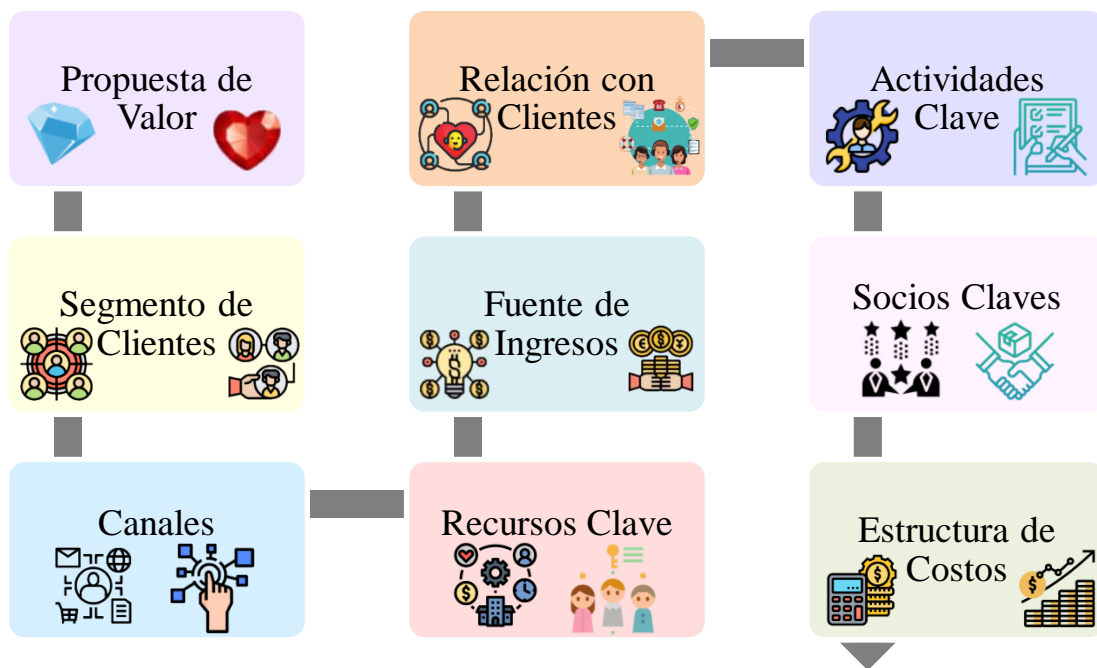 Propuesta de
Valor
Segmento de
Clientes
Canales
Recursos Clave
Fuente de
Ingresos
Relación con
Clientes
Actividades
Clave
Socios Claves
Estructura de
Costos